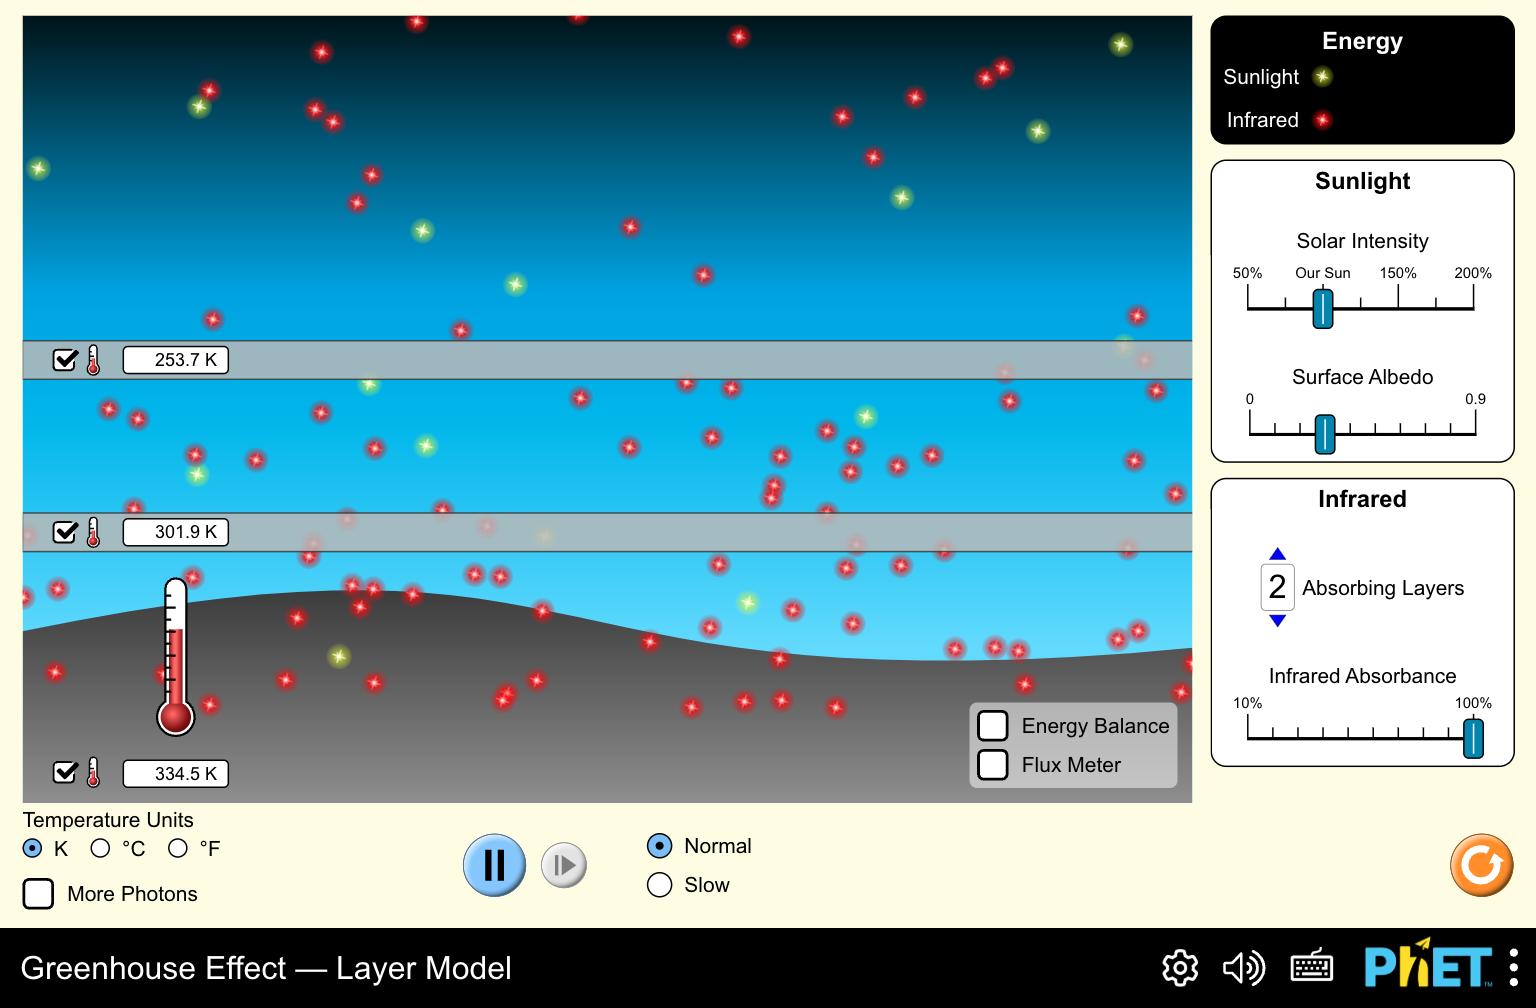 Energy
Sunlight
Infrared
Sunlight
Solar Intensity
50% Our Sun 150% 200%
Surface Albedo
0 0.9
Infrared
2 Absorbing Layers
Infrared Absorbance
10% 100%
253.7 K
301.9 K
334.5 K
Energy Balance
Flux Meter
Temperature Units
K °C °F
More Photons
Normal
Slow
Greenhouse Effect — Layer Model
PhET™